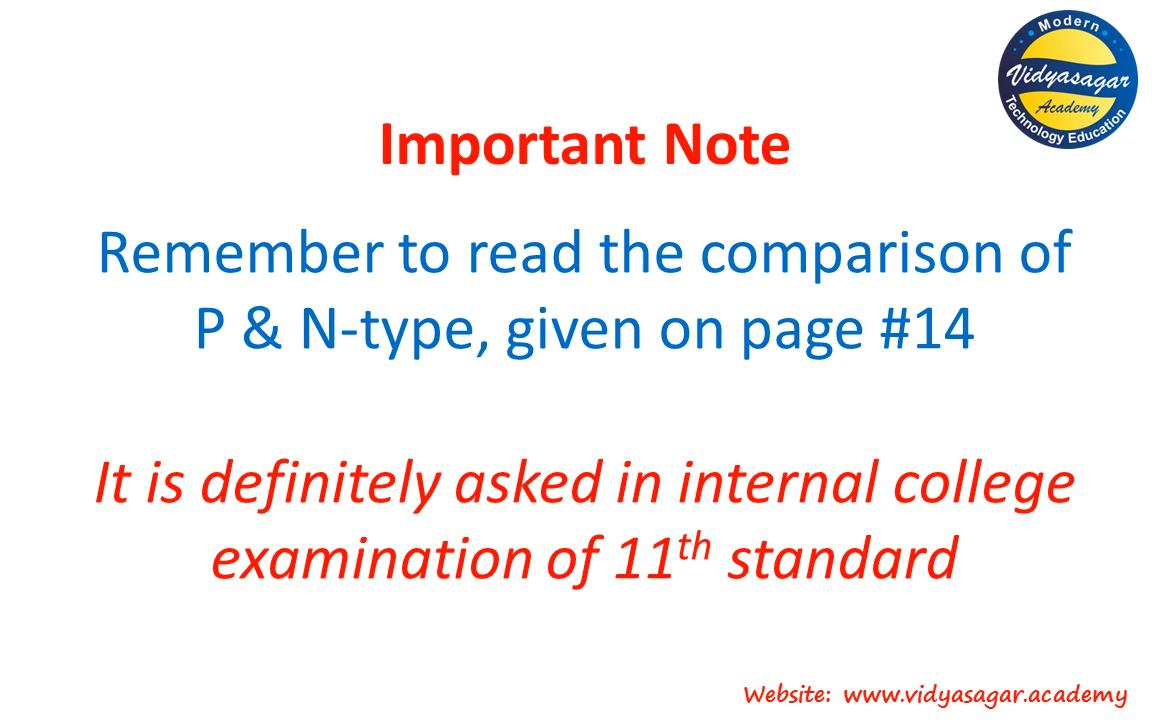 Modern
Vidyasagar
Academy
Technology Education
Important Note
Remember to read the comparison of
P & N-type, given on page #14
It is definitely asked in internal college
examination of 11th standard
Website: www.vidyasagar.academy